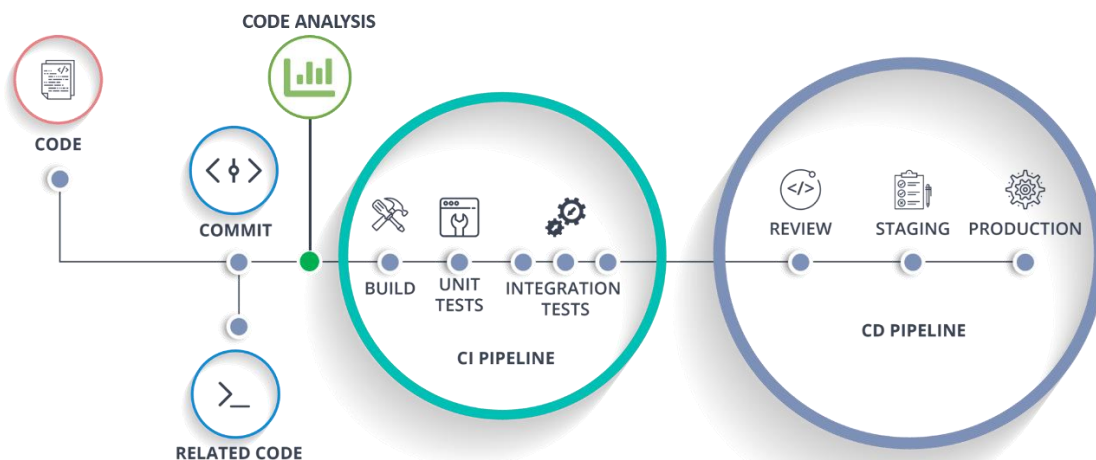 CODE ANALYSIS
CODE
COMMIT
RELATED CODE
BUILD
UNIT
TESTS
INTEGRATION
TESTS
CI PIPELINE
REVIEW
STAGING
PRODUCTION
CD PIPELINE